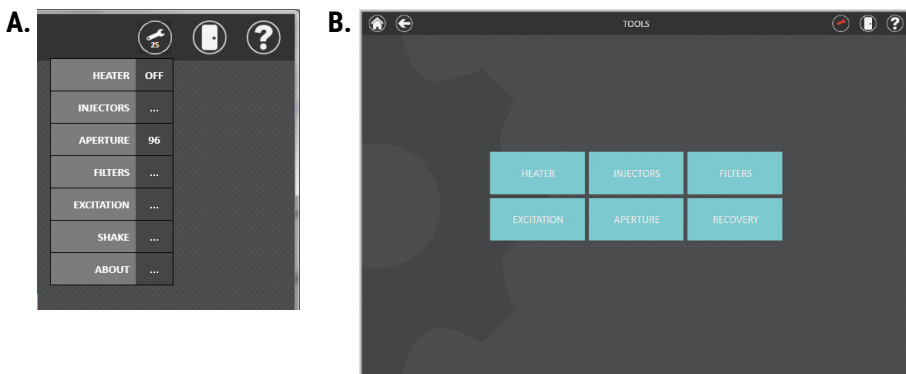 A.
25
HEATER OFF
INJECTORS ...
APERTURE 96
FILTERS ...
EXCITATION ...
SHAKE ...
ABOUT ...
B.
TOOLS
?
HEATER INJECTORS FILTERS
EXCITATION APERTURE RECOVERY